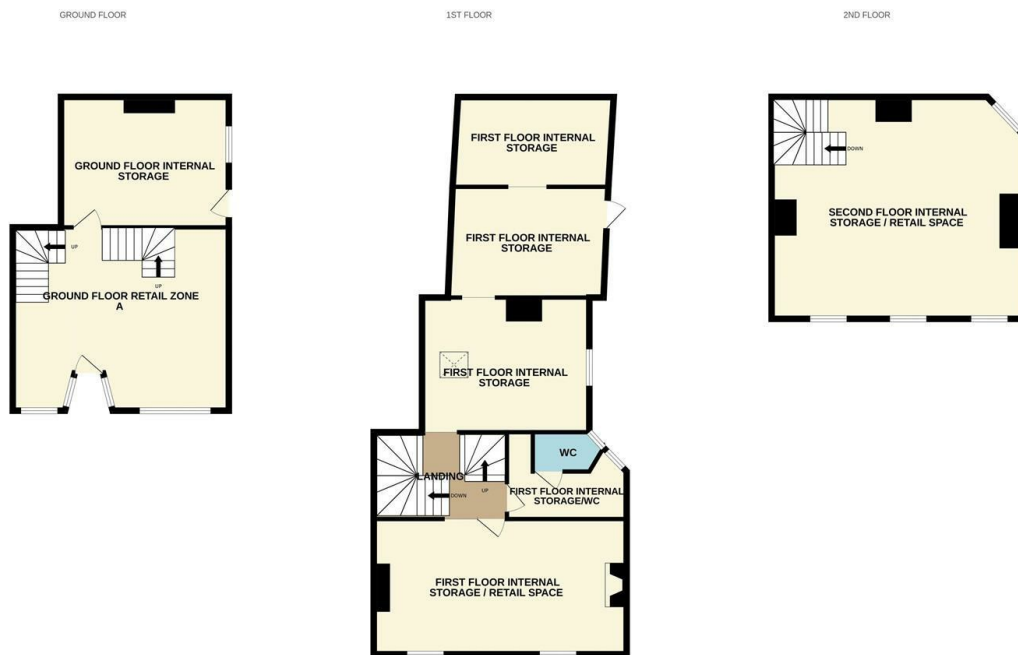 GROUND FLOOR
GROUND FLOOR INTERNAL
STORAGE
UP
UP
GROUND FLOOR RETAIL ZONE
A
1ST FLOOR
FIRST FLOOR INTERNAL
STORAGE
FIRST FLOOR INTERNAL
STORAGE
FIRST FLOOR INTERNAL
STORAGE
WC
LANDING
UP
DOWN
FIRST FLOOR INTERNAL
STORAGE/WC
FIRST FLOOR INTERNAL
STORAGE / RETAIL SPACE
2ND FLOOR
DOWN
SECOND FLOOR INTERNAL
STORAGE / RETAIL SPACE